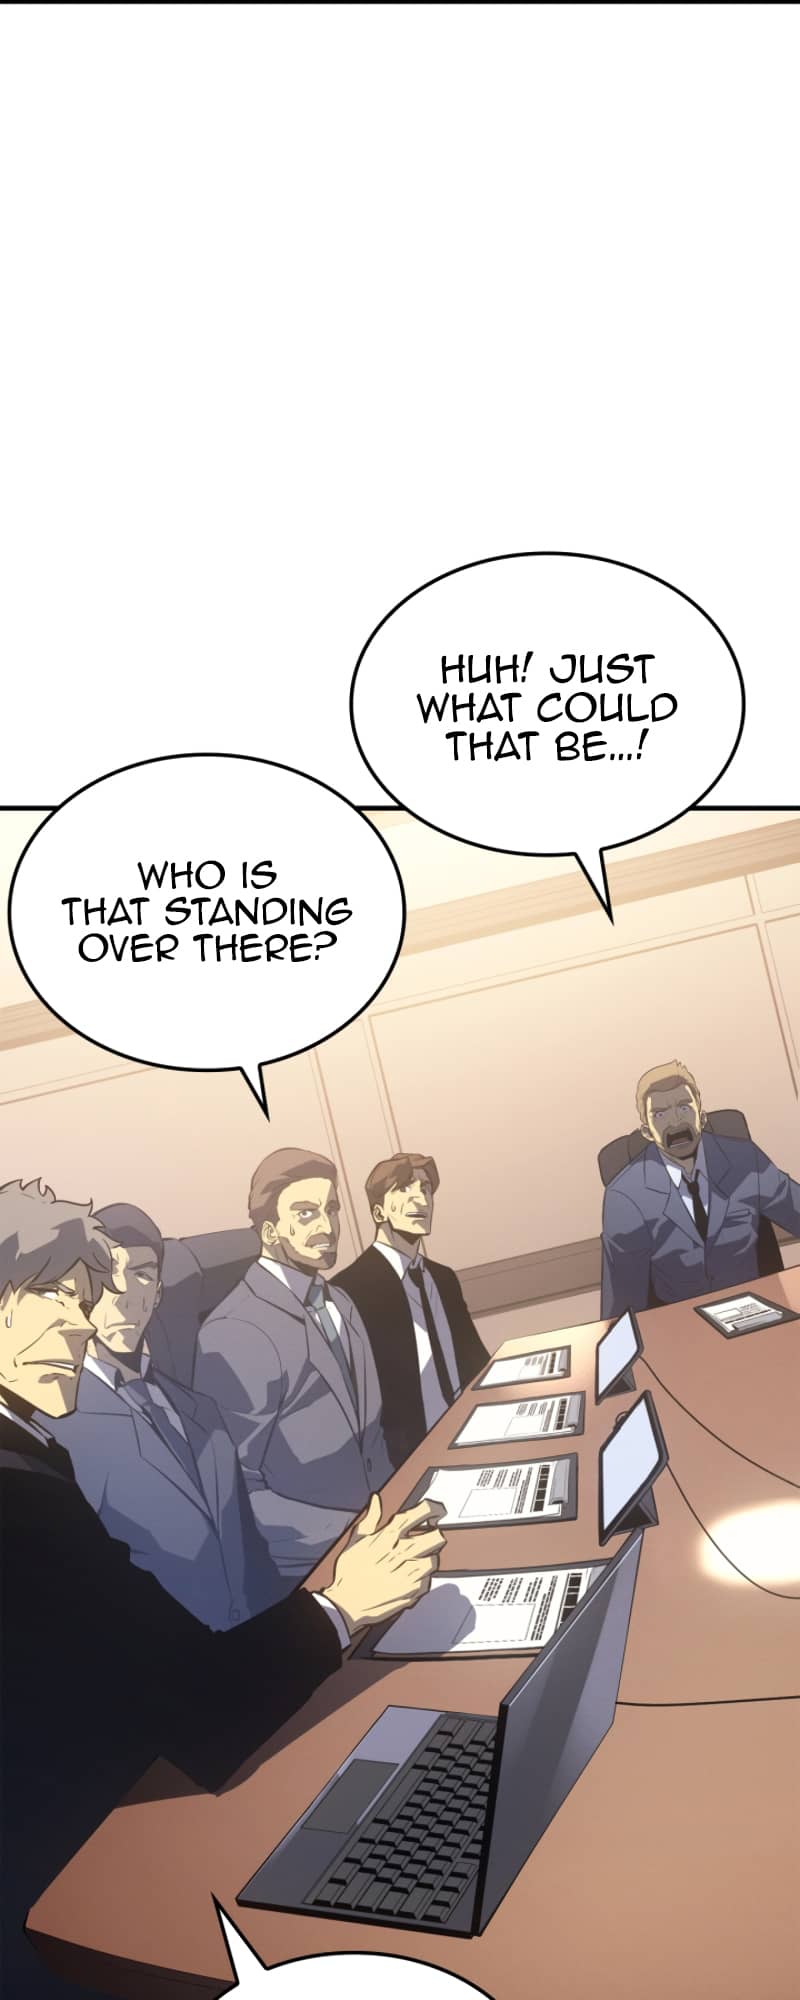 HUH! JUST
WHAT COULD
THAT BE...!
WHO IS
THAT STANDING
OVER THERE?